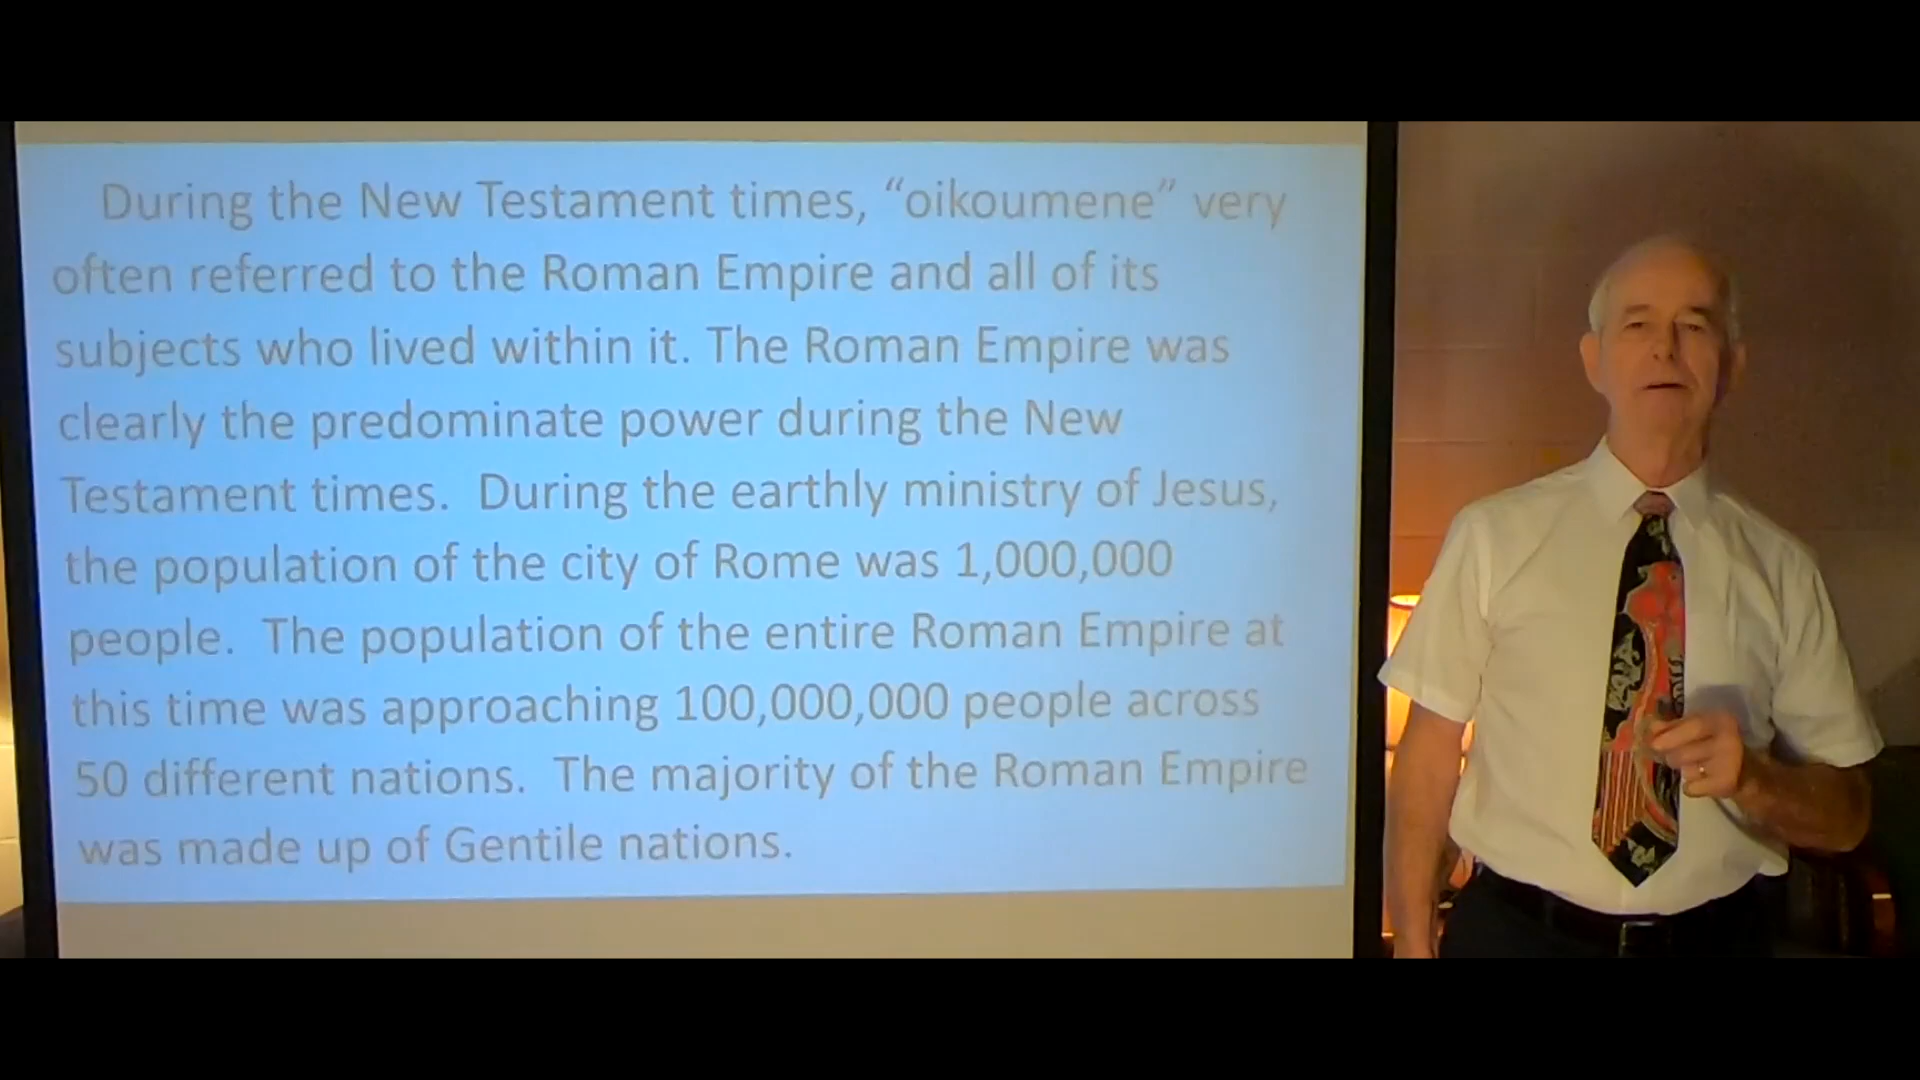 During the New Testament times, “oikoumene” very
often referred to the Roman Empire and all of its
subjects who lived within it. The Roman Empire was
clearly the predominate power during the New
Testament times.  During the earthly ministry of Jesus,
the population of the city of Rome was 1,000,000
people.  The population of the entire Roman Empire at
this time was approaching 100,000,000 people across
50 different nations.  The majority of the Roman Empire
was made up of Gentile nations.